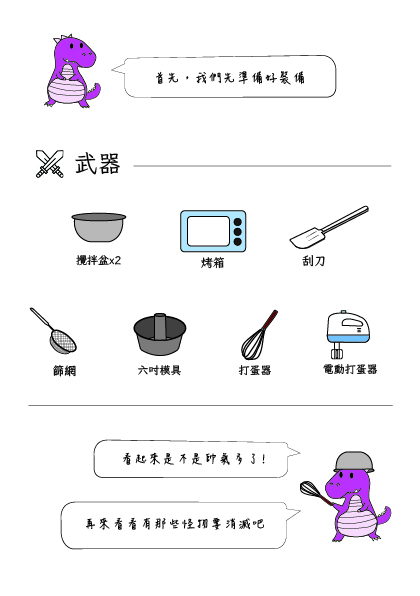 首先，我們先準備好裝備
武器
攪拌盆x2
烤箱
刮刀
篩網
六吋模具
打蛋器
電動打蛋器
看起來是不是帥氣多了!
再來看看有那些怪物要消滅吧